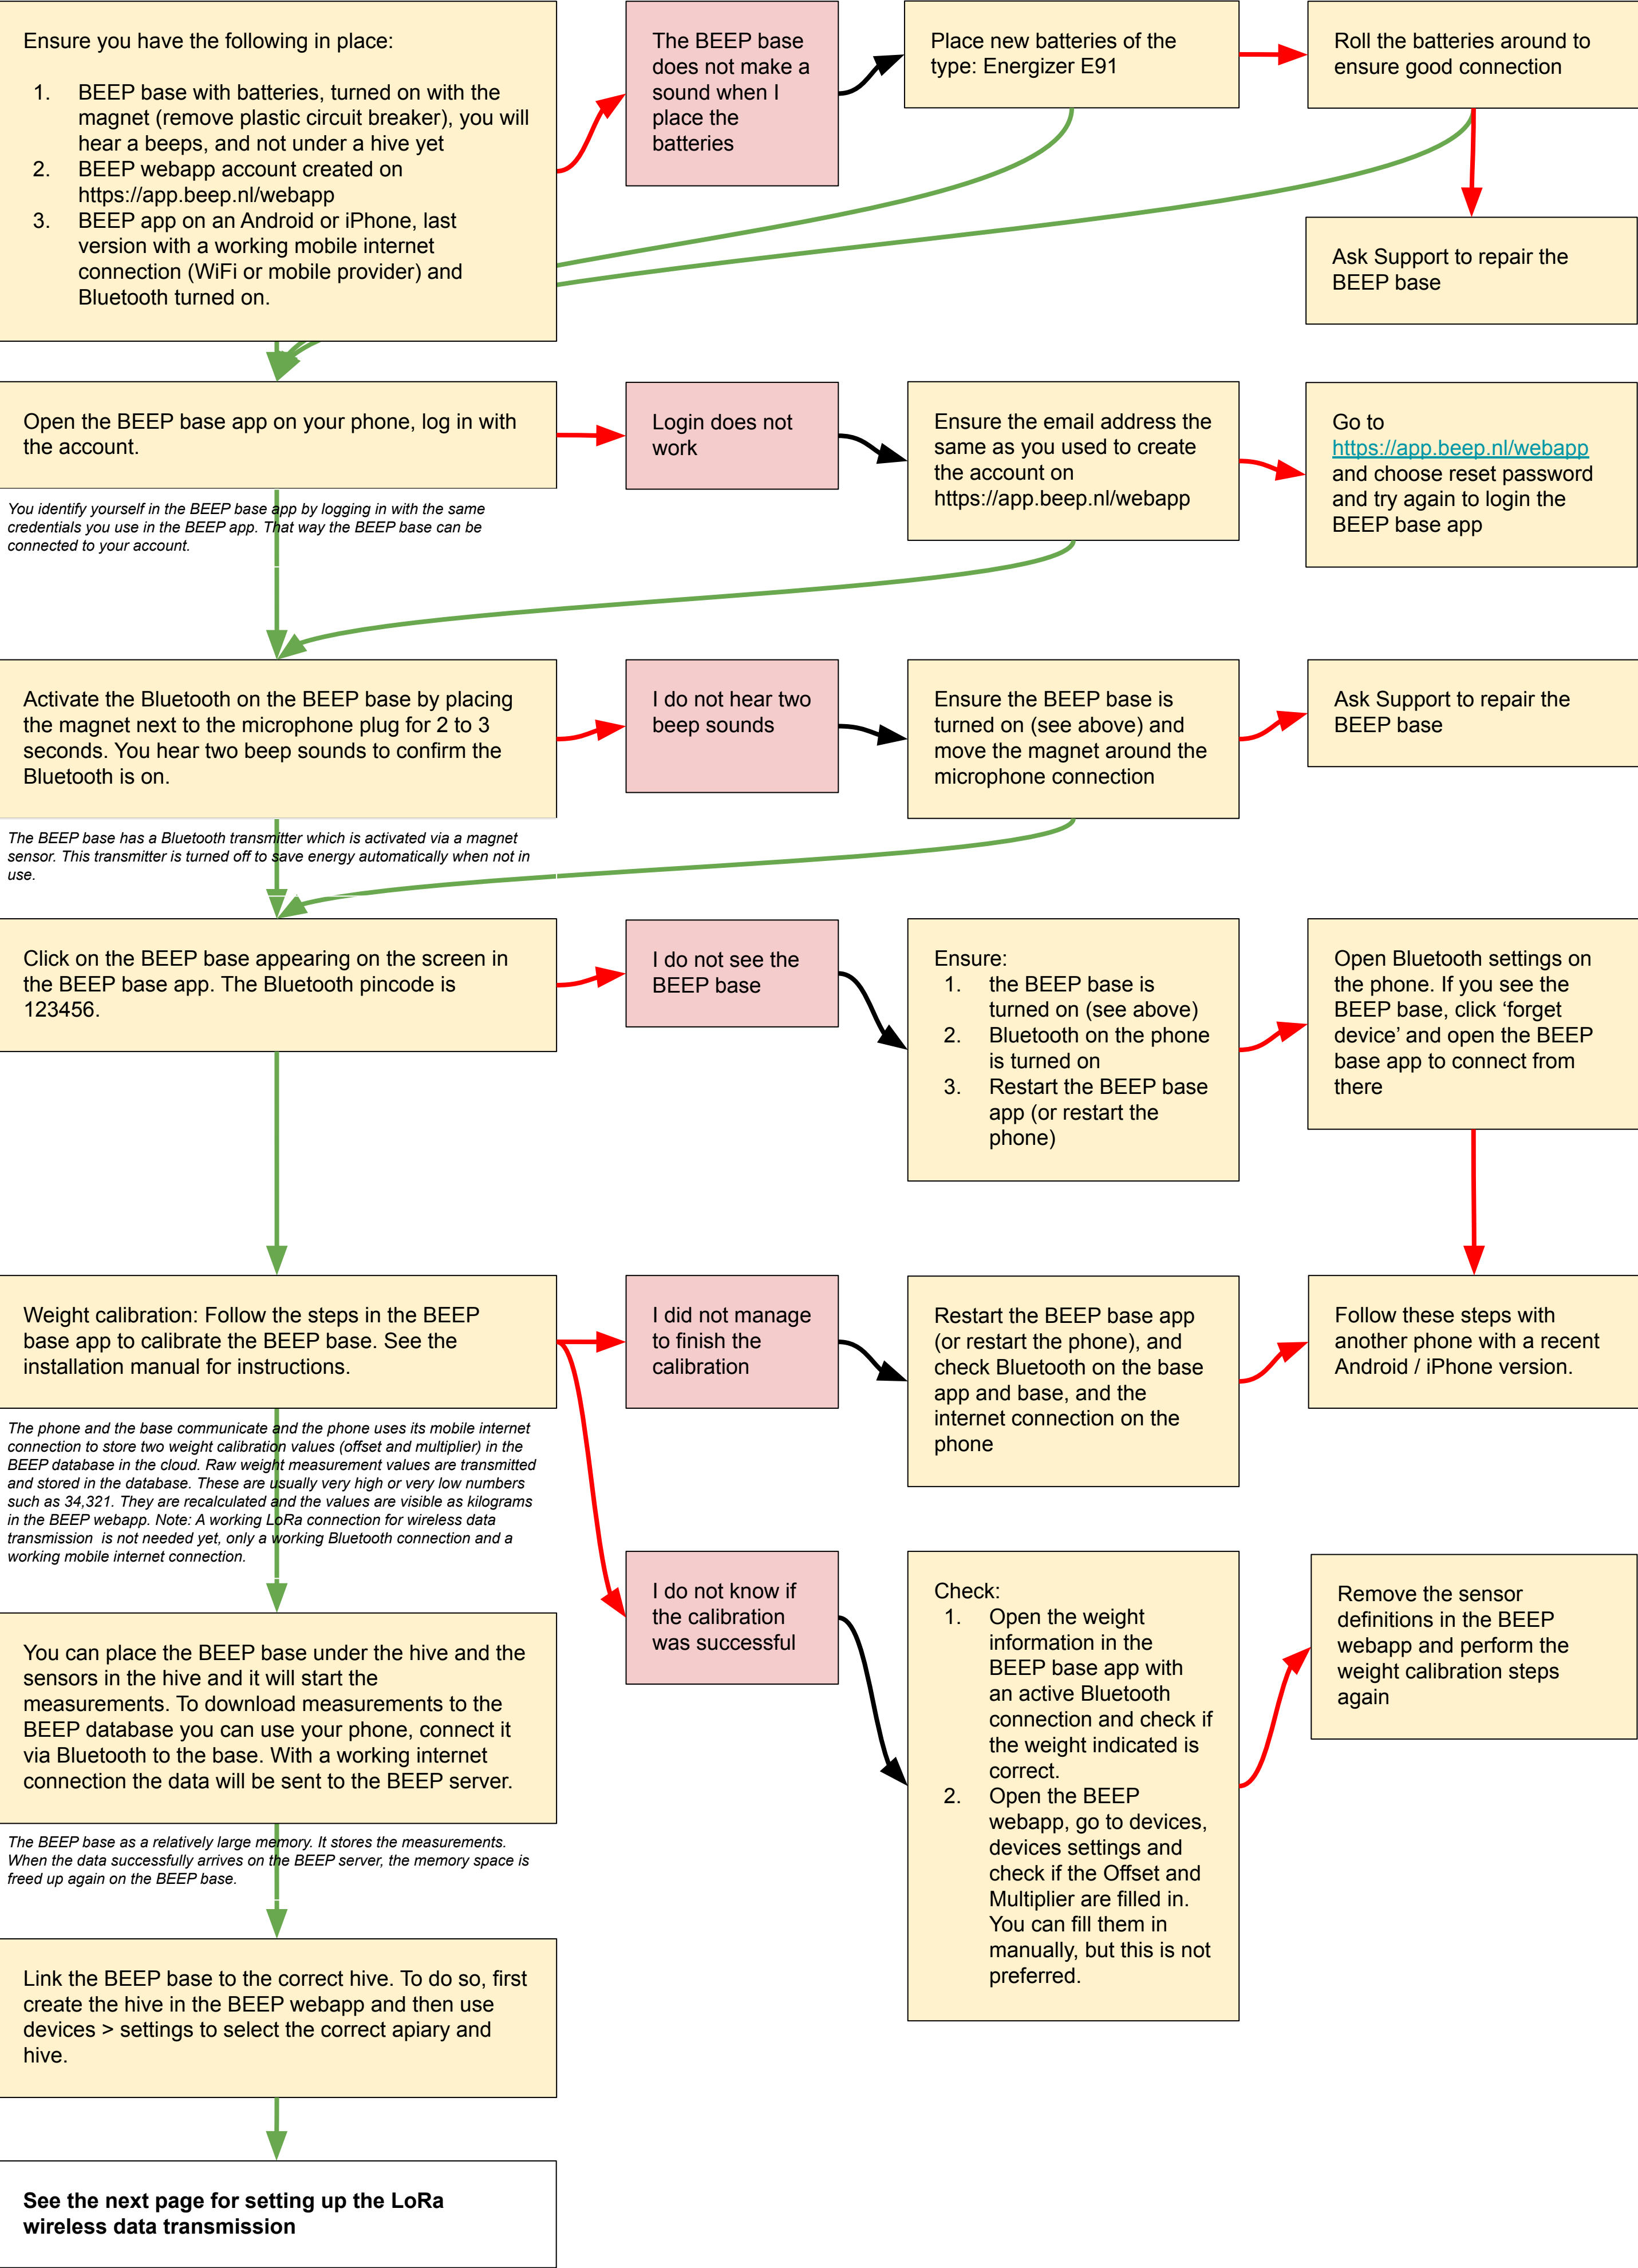 Ensure you have the following in place:
1. BEEP base with batteries, turned on with the
magnet (remove plastic circuit breaker), you will
hear a beeps, and not under a hive yet
2. BEEP webapp account created on
https://app.beep.nl/webapp
3. BEEP app on an Android or iPhone, last
version with a working mobile internet
connection (WiFi or mobile provider) and
Bluetooth turned on.
The BEEP base
does not make a
sound when I
place the
batteries
Place new batteries of the
type: Energizer E91
Roll the batteries around to
ensure good connection
Ask Support to repair the
BEEP base
Open the BEEP base app on your phone, log in with
the account.
Login does not
work
Ensure the email address the
same as you used to create
the account on
https://app.beep.nl/webapp
Go to
https://app.beep.nl/webapp
and choose reset password
and try again to login the
BEEP base app
You identify yourself in the BEEP base app by logging in with the same
credentials you use in the BEEP app. That way the BEEP base can be
connected to your account.
Activate the Bluetooth on the BEEP base by placing
the magnet next to the microphone plug for 2 to 3
seconds. You hear two beep sounds to confirm the
Bluetooth is on.
I do not hear two
beep sounds
Ensure the BEEP base is
turned on (see above) and
move the magnet around the
microphone connection
Ask Support to repair the
BEEP base
The BEEP base has a Bluetooth transmitter which is activated via a magnet
sensor. This transmitter is turned off to save energy automatically when not in
use.
Click on the BEEP base appearing on the screen in
the BEEP base app. The Bluetooth pincode is
123456.
I do not see the
BEEP base
Ensure:
1. the BEEP base is
turned on (see above)
2. Bluetooth on the phone
is turned on
3. Restart the BEEP base
app (or restart the
phone)
Open Bluetooth settings on
the phone. If you see the
BEEP base, click ‘forget
device’ and open the BEEP
base app to connect from
there
Weight calibration: Follow the steps in the BEEP
base app to calibrate the BEEP base. See the
installation manual for instructions.
I did not manage
to finish the
calibration
Restart the BEEP base app
(or restart the phone), and
check Bluetooth on the base
app and base, and the
internet connection on the
phone
Follow these steps with
another phone with a recent
Android / iPhone version.
The phone and the base communicate and the phone uses its mobile internet
connection to store two weight calibration values (offset and multiplier) in the
BEEP database in the cloud. Raw weight measurement values are transmitted
and stored in the database. These are usually very high or very low numbers
such as 34,321. They are recalculated and the values are visible as kilograms
in the BEEP webapp. Note: A working LoRa connection for wireless data
transmission is not needed yet, only a working Bluetooth connection and a
working mobile internet connection.
I do not know if
the calibration
was successful
Check:
1. Open the weight
information in the
BEEP base app with
an active Bluetooth
connection and check if
the weight indicated is
correct.
2. Open the BEEP
webapp, go to devices,
devices settings and
check if the Offset and
Multiplier are filled in.
You can fill them in
manually, but this is not
preferred.
Remove the sensor
definitions in the BEEP
webapp and perform the
weight calibration steps
again
You can place the BEEP base under the hive and the
sensors in the hive and it will start the
measurements. To download measurements to the
BEEP database you can use your phone, connect it
via Bluetooth to the base. With a working internet
connection the data will be sent to the BEEP server.
The BEEP base as a relatively large memory. It stores the measurements.
When the data successfully arrives on the BEEP server, the memory space is
freed up again on the BEEP base.
Link the BEEP base to the correct hive. To do so, first
create the hive in the BEEP webapp and then use
devices > settings to select the correct apiary and
hive.
See the next page for setting up the LoRa
wireless data transmission